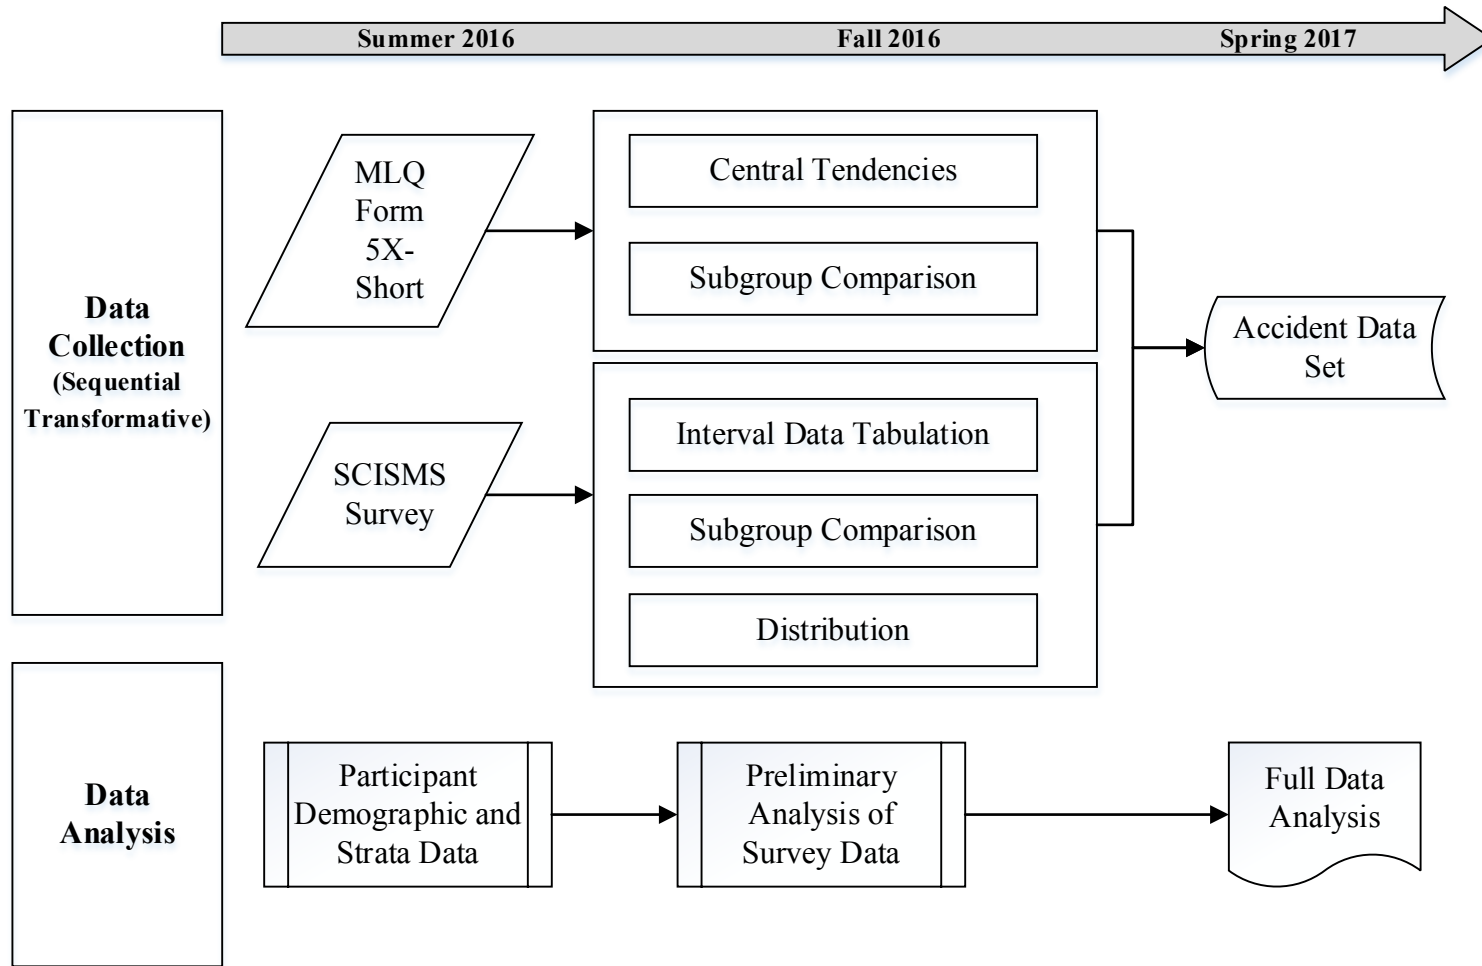 Summer 2016
Fall 2016
Spring 2017
Data
Collection
(Sequential
Transformative)
MLQ
Form
5X-
Short
Central Tendencies
Subgroup Comparison
Accident Data
Set
SCISMS
Survey
Interval Data Tabulation
Subgroup Comparison
Distribution
Data
Analysis
Participant
Demographic and
Strata Data
Preliminary
Analysis of
Survey Data
Full Data
Analysis